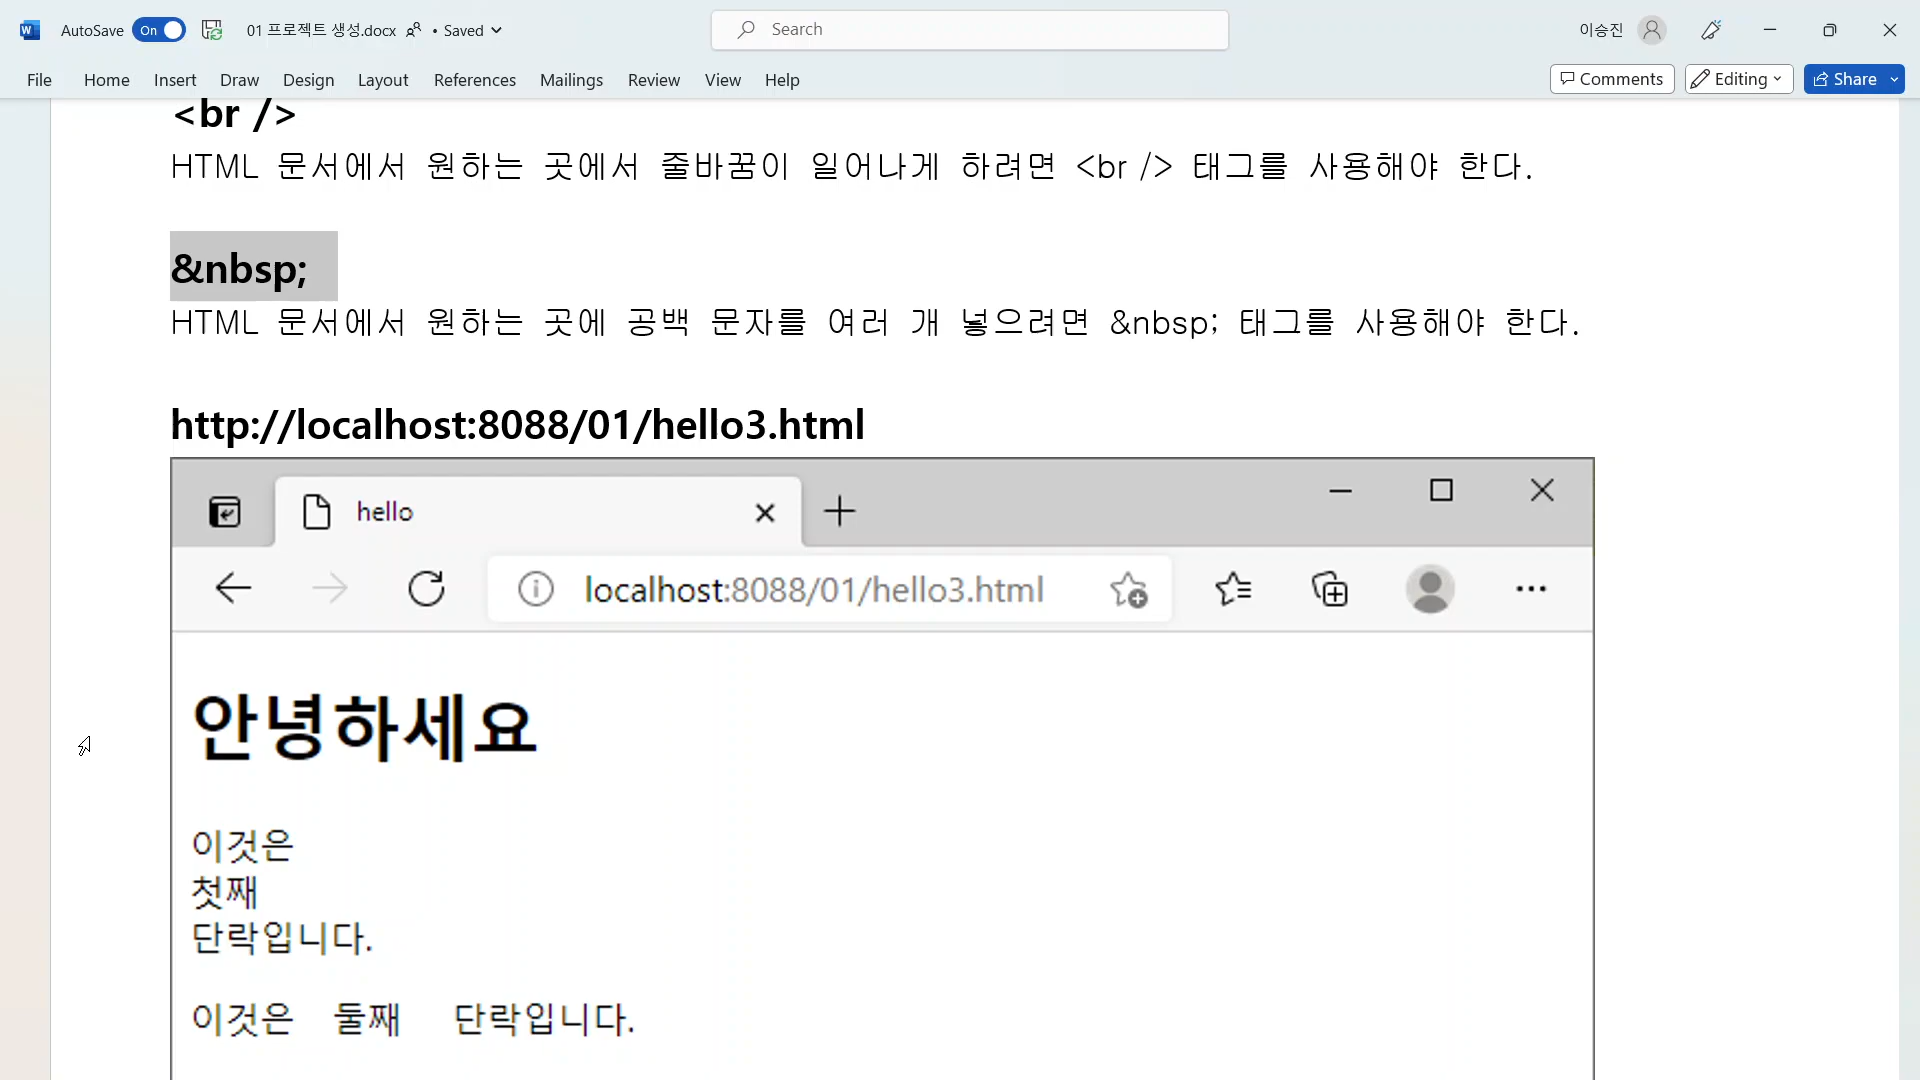 AutoSave On 01 프로젝트 생성.docx • Saved Search 이승진
File Home Insert Draw Design Layout References Mailings Review View Help Comments Editing Share
<br />
HTML 문서에서 원하는 곳에서 줄바꿈이 일어나게 하려면 <br /> 태그를 사용해야 한다.
&nbsp;
HTML 문서에서 원하는 곳에 공백 문자를 여러 개 넣으려면 &nbsp; 태그를 사용해야 한다.
http://localhost:8088/01/hello3.html
hello
localhost:8088/01/hello3.html
안녕하세요
이것은
첫째
단락입니다.
이것은 둘째 단락입니다.